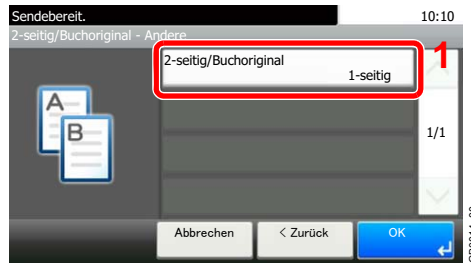 Sendebereit.
10:10
2-seitig/Buchoriginal - Andere
1
2-seitig/Buchoriginal
1-seitig
A
B
1/1
Abbrechen
< Zurück
OK